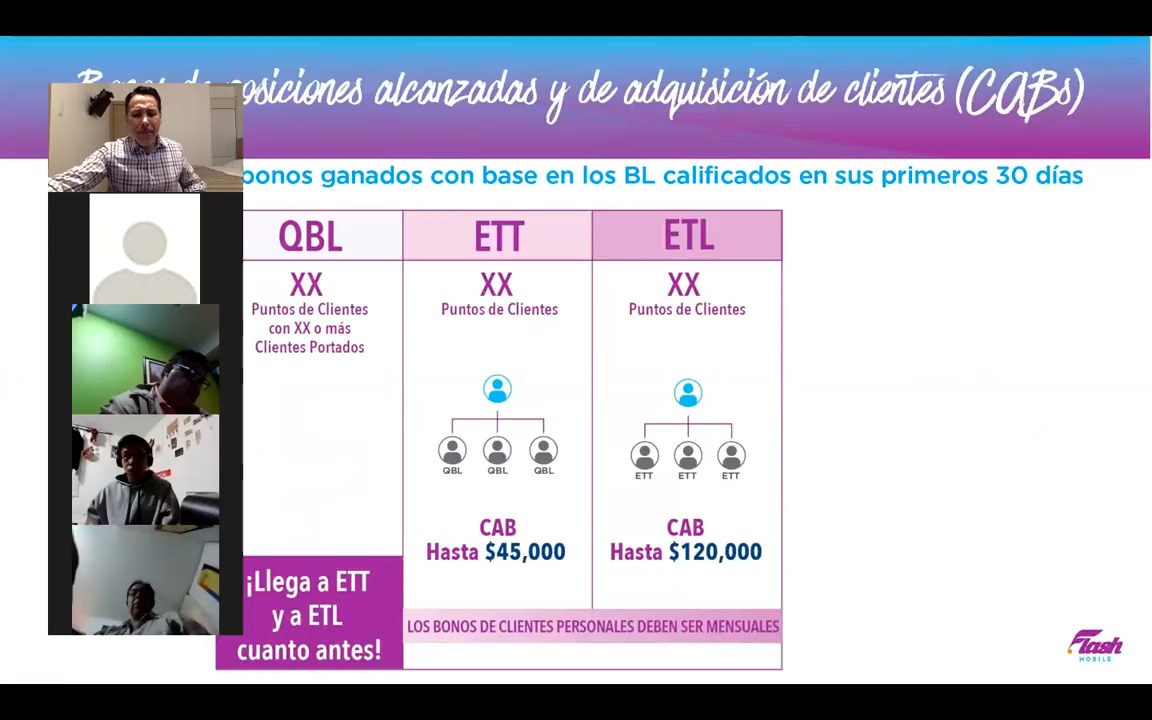 posiciones alcanzadas y de adquisición de clientes (CABs)
bonos ganados con base en los BL calificados en sus primeros 30 días
QBL
ETT
ETL
XX
Puntos de Clientes
con XX o más
Clientes Portados
XX
Puntos de Clientes
XX
Puntos de Clientes
QBL
QBL
QBL
ETT
ETT
ETT
CAB
Hasta $45,000
CAB
Hasta $120,000
¡Llega a ETT
y a ETL
cuanto antes!
LOS BONOS DE CLIENTES PERSONALES DEBEN SER MENSUALES
Flash
MOBILE